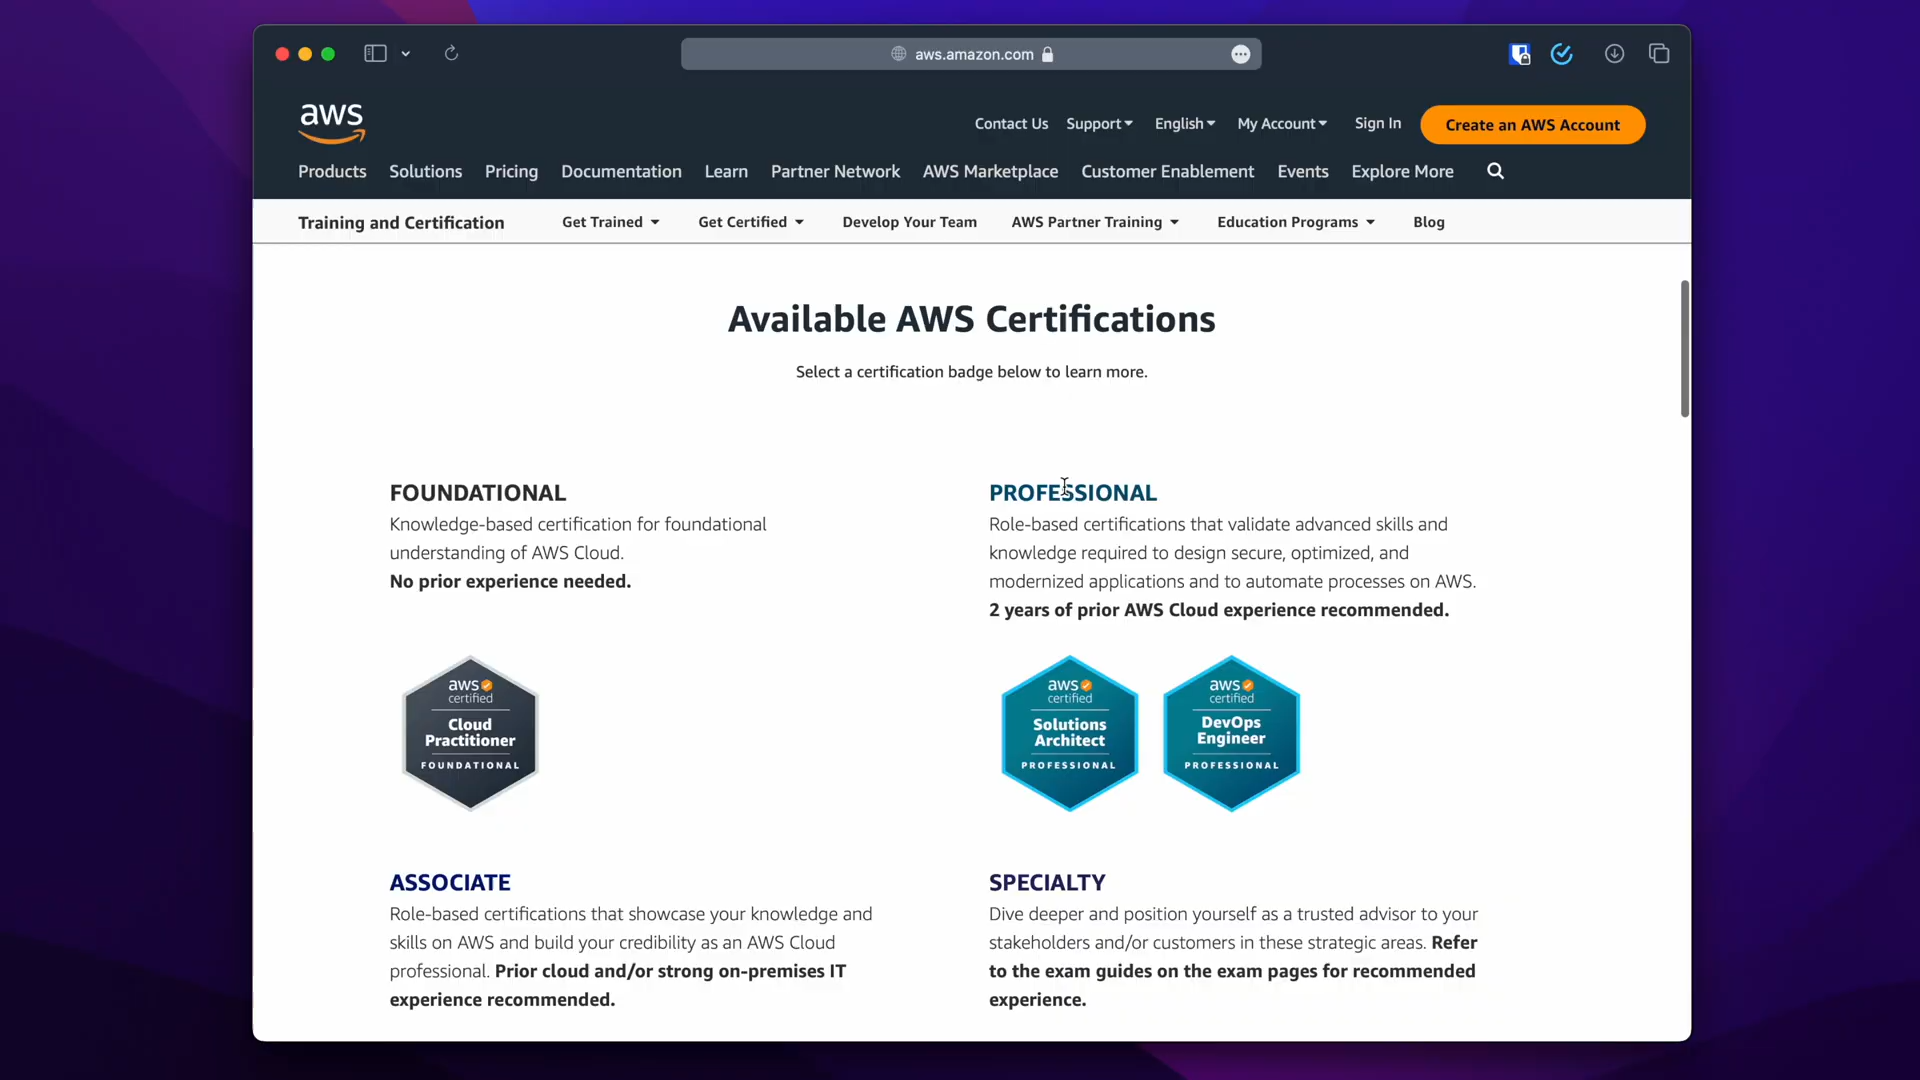 aws.amazon.com
aws
Contact Us Support English My Account Sign In Create an AWS Account
Products Solutions Pricing Documentation Learn Partner Network AWS Marketplace Customer Enablement Events Explore More
Training and Certification Get Trained Get Certified Develop Your Team AWS Partner Training Education Programs Blog
Available AWS Certifications
Select a certification badge below to learn more.
FOUNDATIONAL
Knowledge-based certification for foundational
understanding of AWS Cloud.
No prior experience needed.
aws
certified
Cloud
Practitioner
FOUNDATIONAL
PROFESSIONAL
Role-based certifications that validate advanced skills and
knowledge required to design secure, optimized, and
modernized applications and to automate processes on AWS.
2 years of prior AWS Cloud experience recommended.
aws
certified
Solutions
Architect
PROFESSIONAL
aws
certified
DevOps
Engineer
PROFESSIONAL
ASSOCIATE
Role-based certifications that showcase your knowledge and
skills on AWS and build your credibility as an AWS Cloud
professional. Prior cloud and/or strong on-premises IT
experience recommended.
SPECIALTY
Dive deeper and position yourself as a trusted advisor to your
stakeholders and/or customers in these strategic areas. Refer
to the exam guides on the exam pages for recommended
experience.